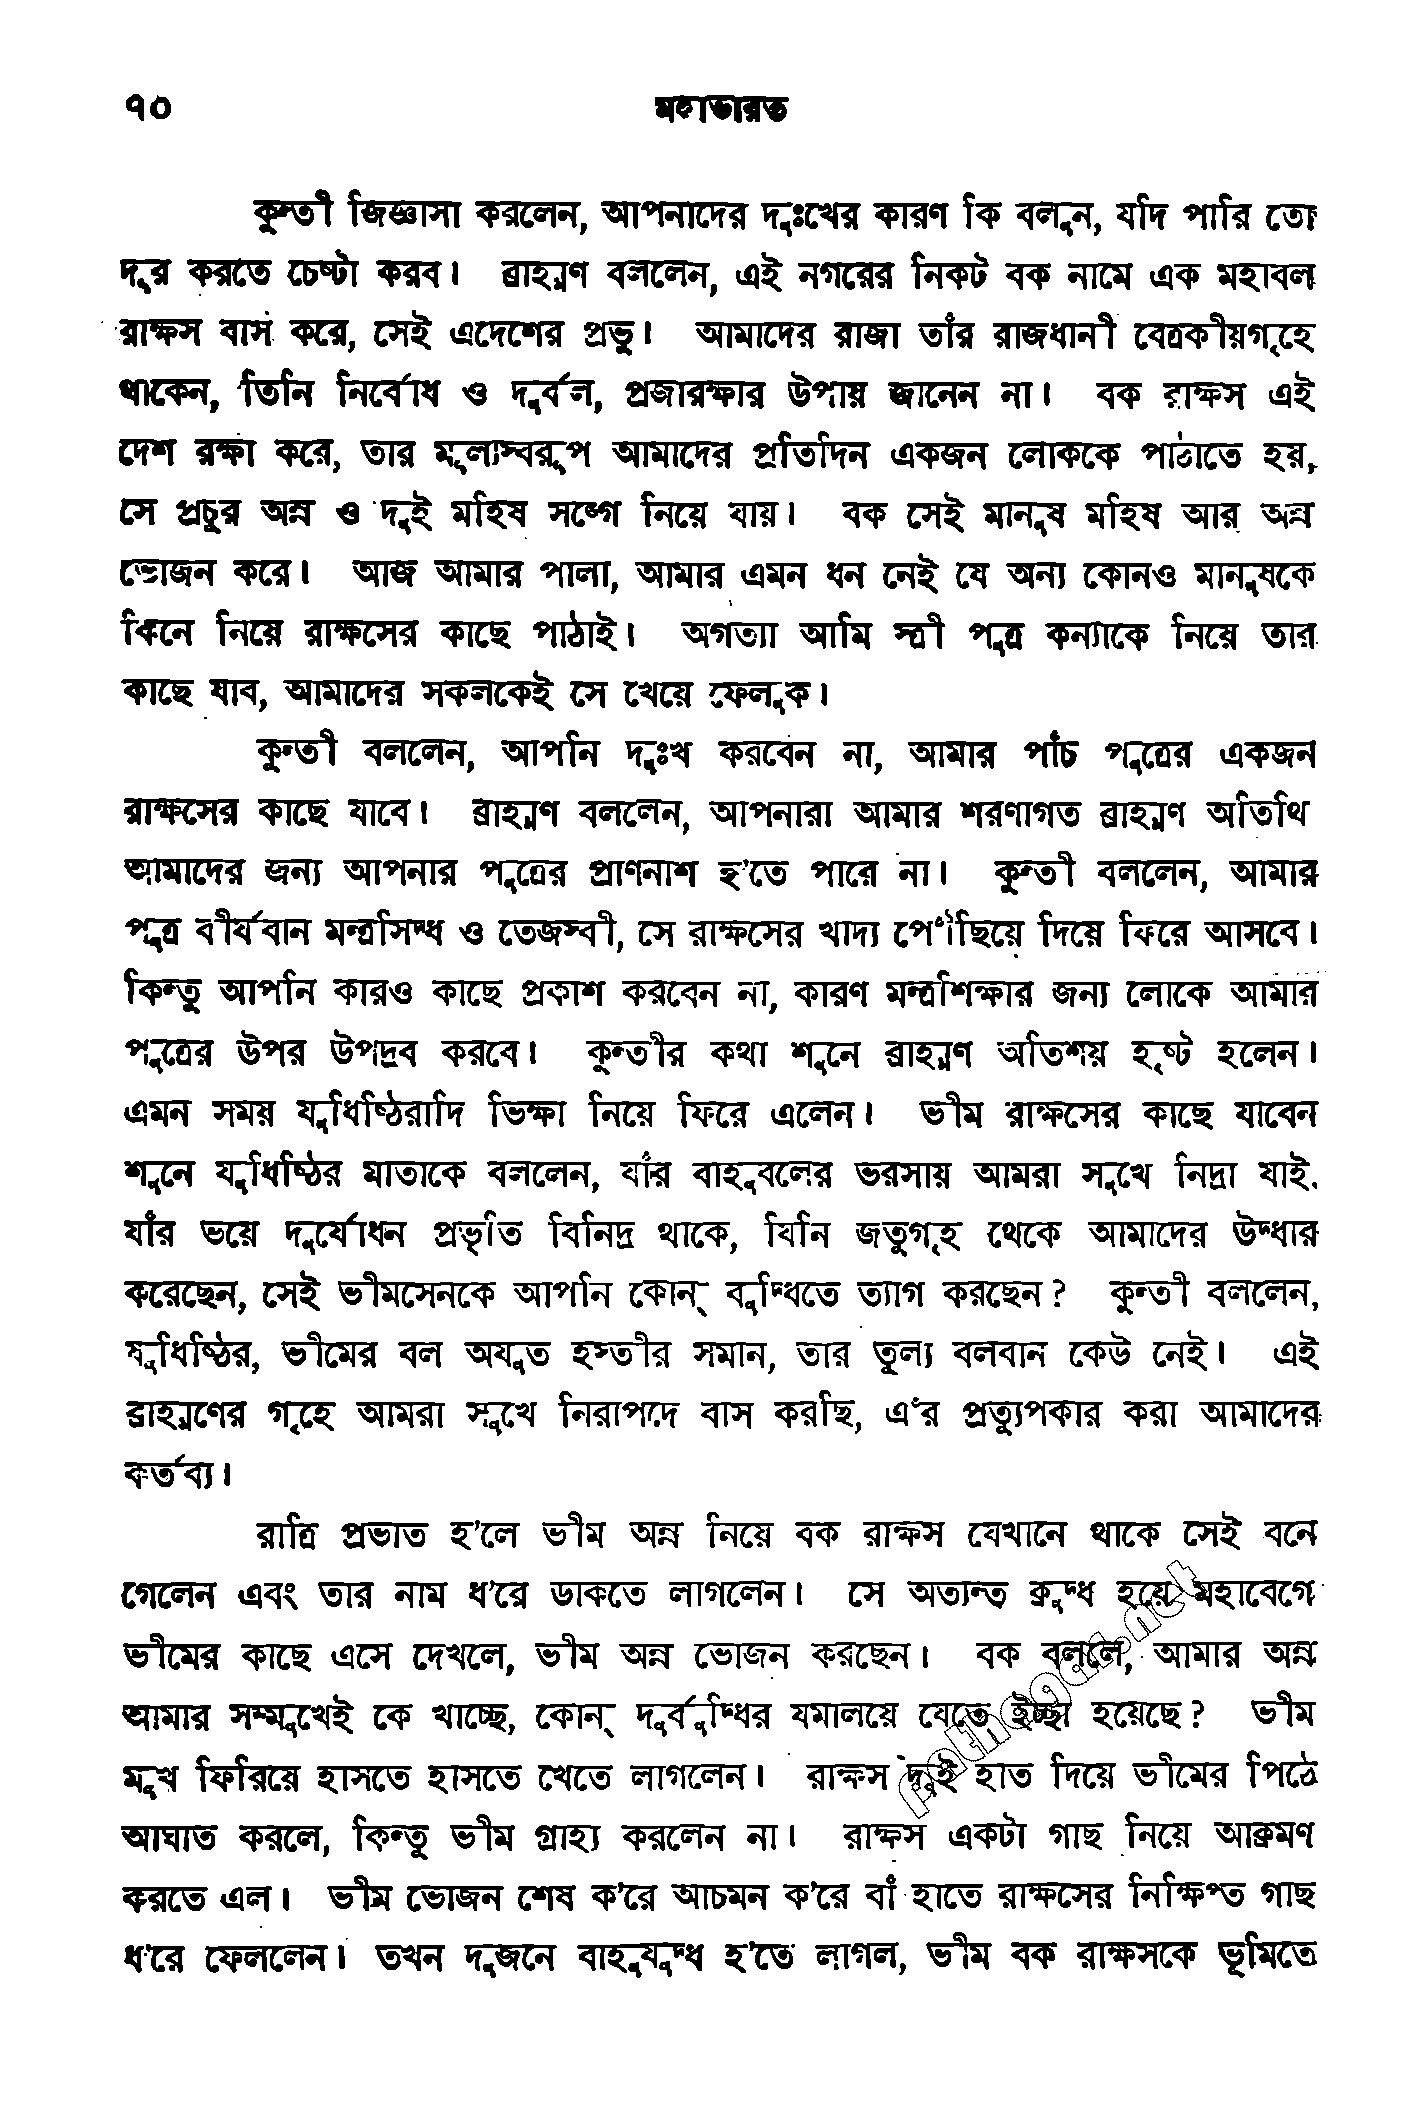 ৭০ মহাভারত
কুন্তী জিজ্ঞাসা করলেন, আপনাদের দুঃখের কারণ কি বলুন, যদি পারি তো
দূর করতে চেষ্টা করব। ব্রাহ্মণ বললেন, এই নগরের নিকট বক নামে এক মহাবল
রাক্ষস বাস করে, সেই এদেশের প্রভু। আমাদের রাজা তাঁর রাজধানী বেত্রকীয়গৃহে
থাকেন, তিনি নির্বোধ ও দুর্বল, প্রজারক্ষার উপায় জানেন না। বক রাক্ষস এই
দেশ রক্ষা করে, তার মূল্যস্বরূপ আমাদের প্রতিদিন একজন লোককে পাঠাতে হয়,
সে প্রচুর অন্ন ও দুই মহিষ সঙ্গে নিয়ে যায়। বক সেই মানুষ মহিষ আর অন্ন
ভোজন করে। আজ আমার পালা, আমার এমন ধন নেই যে অন্য কোনও মানুষকে
কিনে নিয়ে রাক্ষসের কাছে পাঠাই। অগত্যা আমি স্ত্রী পুত্র কন্যাকে নিয়ে তার
কাছে যাব, আমাদের সকলকেই সে খেয়ে ফেলুক।
কুন্তী বললেন, আপনি দুঃখ করবেন না, আমার পাঁচ পুত্রের একজন
রাক্ষসের কাছে যাবে। ব্রাহ্মণ বললেন, আপনারা আমার শরণাগত ব্রাহ্মণ অতিথি
আমাদের জন্য আপনার পুত্রের প্রাণনাশ হ'তে পারে না। কুন্তী বললেন, আমার
পুত্র বীর্যবান মন্ত্রসিদ্ধ ও তেজস্বী, সে রাক্ষসের খাদ্য পৌঁছিয়ে দিয়ে ফিরে আসবে।
কিন্তু আপনি কারও কাছে প্রকাশ করবেন না, কারণ মন্ত্রশিক্ষার জন্য লোকে আমার
পুত্রের উপর উপদ্রব করবে। কুন্তীর কথা শুনে ব্রাহ্মণ অতিশয় হৃষ্ট হলেন।
এমন সময় যুধিষ্ঠিরাদি ভিক্ষা নিয়ে ফিরে এলেন। ভীম রাক্ষসের কাছে যাবেন
শুনে যুধিষ্ঠির মাতাকে বললেন, যাঁর বাহুবলের ভরসায় আমরা সুখে নিদ্রা যাই,
যাঁর ভয়ে দুর্যোধন প্রভৃতি বিনিদ্র থাকে, যিনি জতুগৃহ থেকে আমাদের উদ্ধার
করেছেন, সেই ভীমসেনকে আপনি কোন্ বুদ্ধিতে ত্যাগ করছেন? কুন্তী বললেন,
যুধিষ্ঠির, ভীমের বল অযুত হস্তীর সমান, তার তুল্য বলবান কেউ নেই। এই
ব্রাহ্মণের গৃহে আমরা সুখে নিরাপদে বাস করছি, এঁর প্রত্যুপকার করা আমাদের
কর্তব্য।
রাত্রি প্রভাত হ'লে ভীম অন্ন নিয়ে বক রাক্ষস যেখানে থাকে সেই বনে
গেলেন এবং তার নাম ধ'রে ডাকতে লাগলেন। সে অত্যন্ত ক্রুদ্ধ হয়ে মহাবেগে
ভীমের কাছে এসে দেখলে, ভীম অন্ন ভোজন করছেন। বক বললে, আমার অন্ন
আমার সম্মুখেই কে খাচ্ছে, কোন্ দুর্বুদ্ধির যমালয়ে যেতে ইচ্ছা হয়েছে? ভীম
মুখ ফিরিয়ে হাসতে হাসতে খেতে লাগলেন। রাক্ষস দুই হাত দিয়ে ভীমের পিঠে
আঘাত করলে, কিন্তু ভীম গ্রাহ্য করলেন না। রাক্ষস একটা গাছ নিয়ে আক্রমণ
করতে এল। ভীম ভোজন শেষ ক'রে আচমন ক'রে বাঁ হাতে রাক্ষসের নিক্ষিপ্ত গাছ
ধ'রে ফেললেন। তখন দুজনে বাহুযুদ্ধ হ'তে লাগল, ভীম বক রাক্ষসকে ভূমিতে
pathagar.net